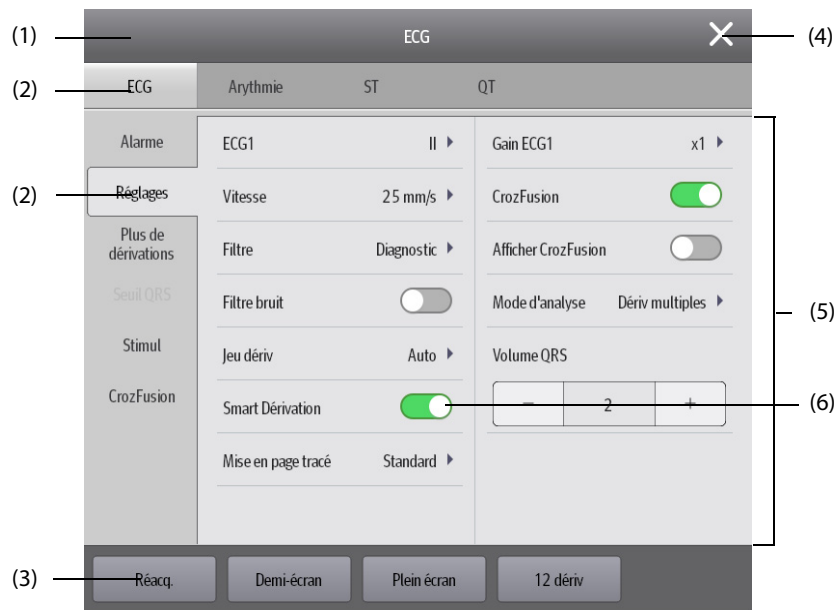 (1)
ECG
(4)
(2)
ECG
Arythmie
ST
QT
Alarme
ECG1
II
Gain ECG1
x1
(2)
Réglages
Vitesse
25 mm/s
CrozFusion
Plus de
dérivations
Filtre
Diagnostic
Afficher CrozFusion
Seuil QRS
Filtre bruit
Mode d'analyse
Dériv multiples
(5)
Stimul
Jeu dériv
Auto
Volume QRS
CrozFusion
Smart Dérivation
−
2
+
(6)
Mise en page tracé
Standard
(3)
Réacq.
Demi-écran
Plein écran
12 dériv